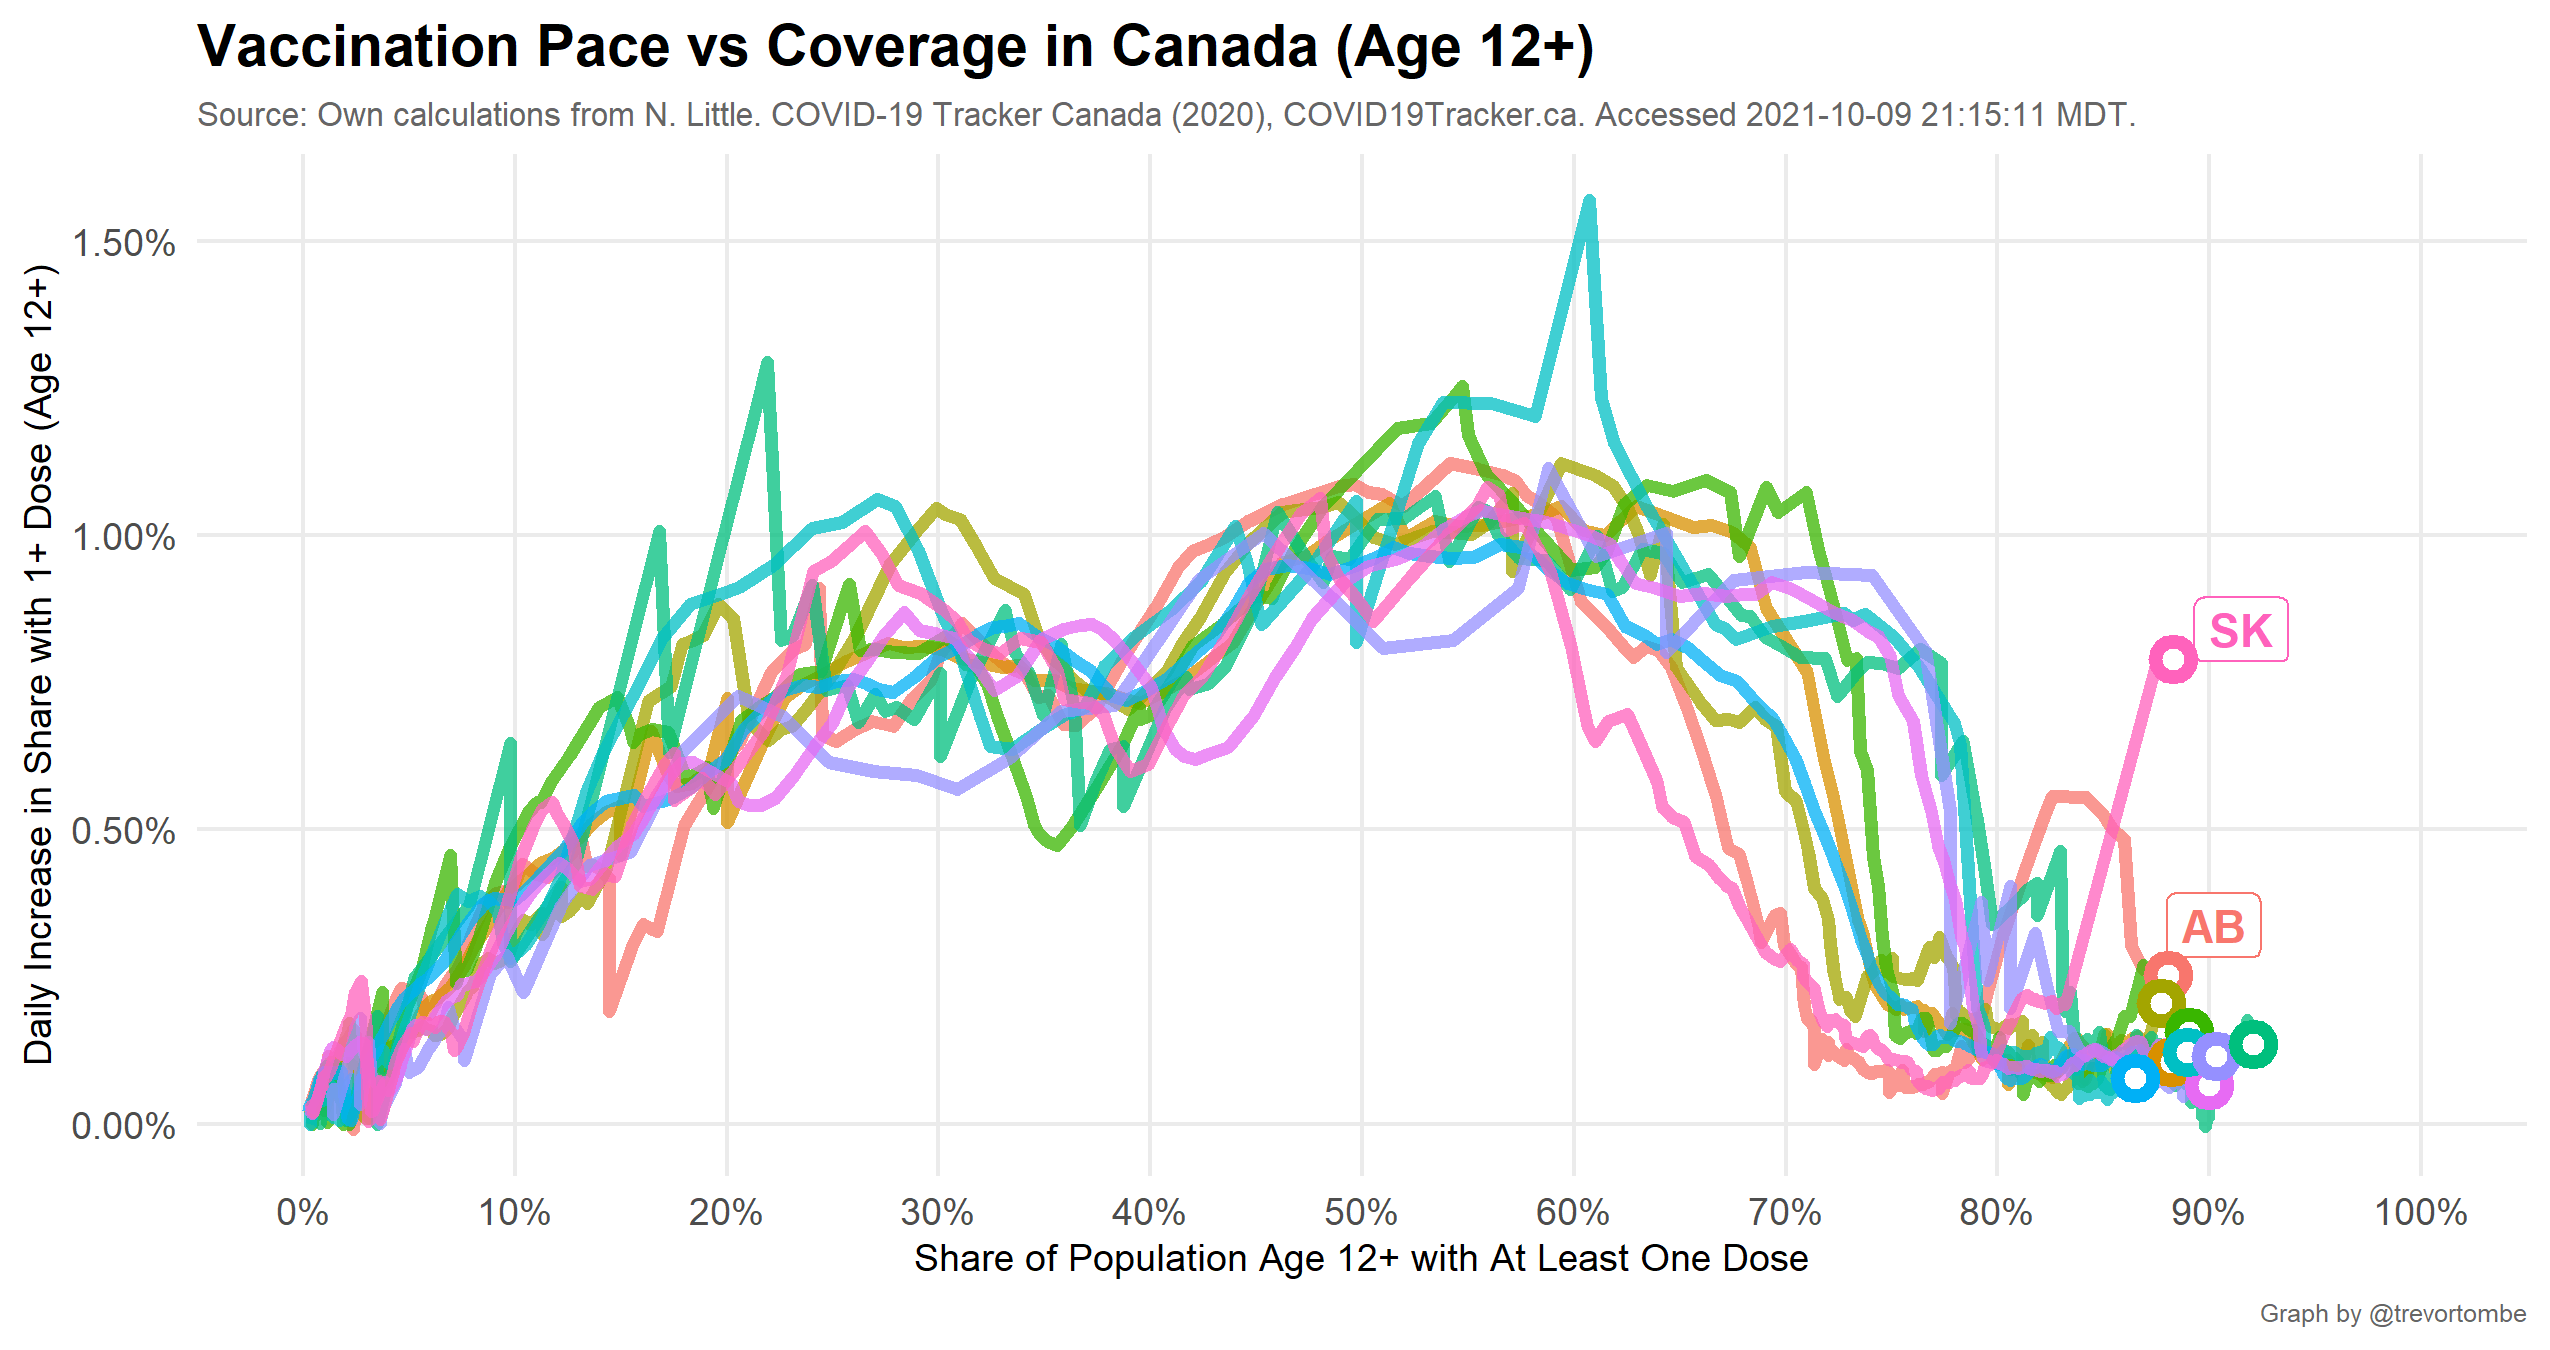 Vaccination Pace vs Coverage in Canada (Age 12+)
Source: Own calculations from N. Little. COVID-19 Tracker Canada (2020), COVID19Tracker.ca. Accessed 2021-10-09 21:15:11 MDT.
Daily Increase in Share with 1+ Dose (Age 12+)
1.50%
1.00%
0.50%
0.00%
SK
AB
0% 10% 20% 30% 40% 50% 60% 70% 80% 90% 100%
Share of Population Age 12+ with At Least One Dose
Graph by @trevortombe